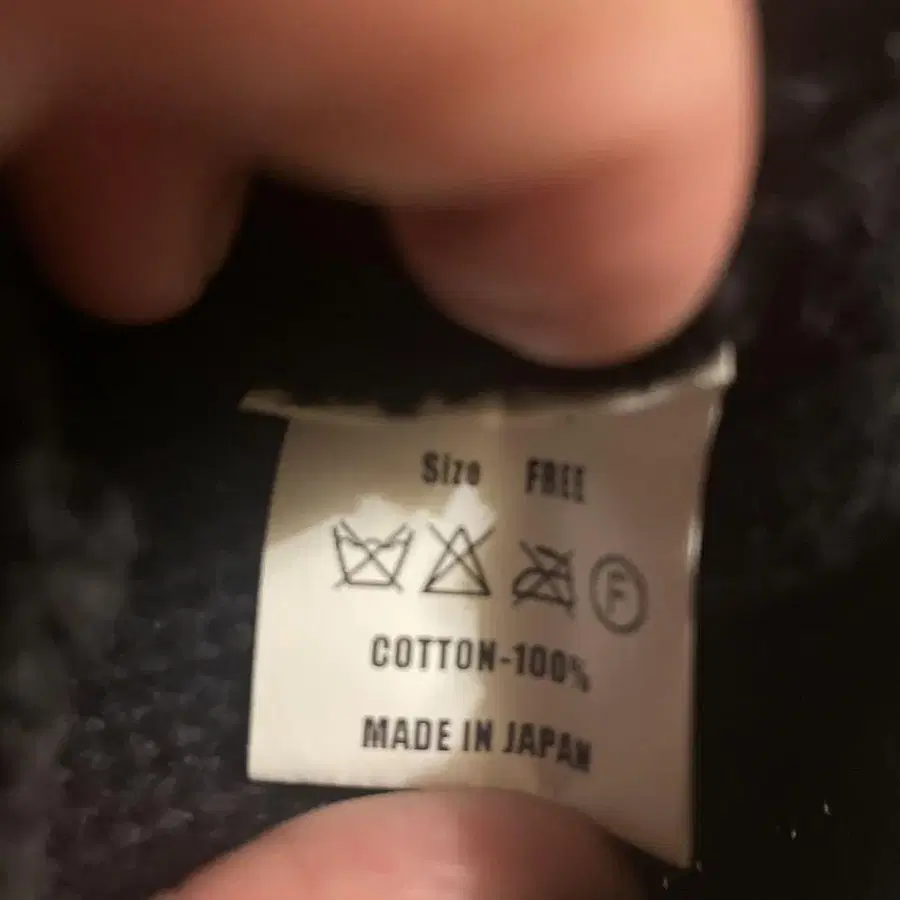 Size FREE
F
COTTON-100%
MADE IN JAPAN